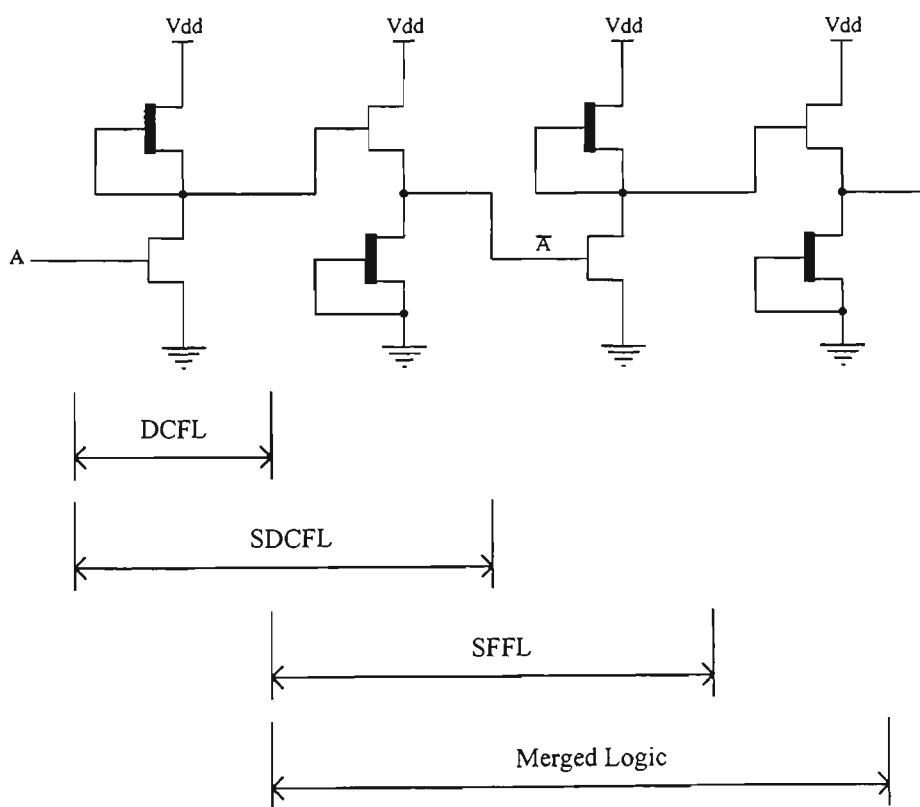 Vdd
Vdd
Vdd
Vdd
A
A̅
DCFL
SDCFL
SFFL
Merged Logic